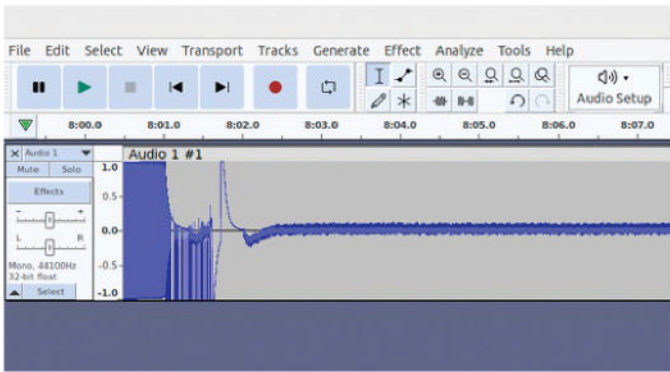 File Edit Select View Transport Tracks Generate Effect Analyze Tools Help
Audio Setup
8:00.0 8:01.0 8:02.0 8:03.0 8:04.0 8:05.0 8:06.0 8:07.0
Audio 1
Audio 1 #1
Mute Solo
Effects
- +
L R
Mono, 44100Hz
32-bit float
Select
1.0
0.5
0.0
-0.5
-1.0